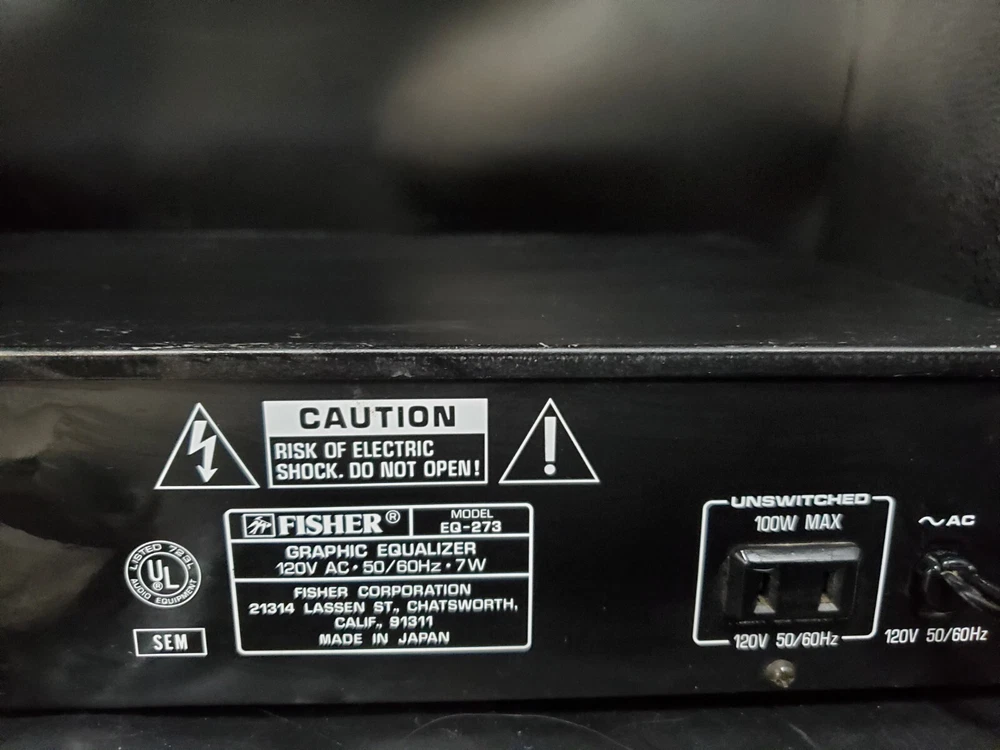 CAUTION
RISK OF ELECTRIC
SHOCK. DO NOT OPEN!
FISHER®
MODEL
EQ-273
GRAPHIC EQUALIZER
120V AC • 50/60Hz • 7W
FISHER CORPORATION
21314 LASSEN ST., CHATSWORTH,
CALIF., 91311
MADE IN JAPAN
LISTED 723L
UL
®
AUDIO EQUIPMENT
SEM
UNSWITCHED
100W MAX
120V 50/60Hz
~AC
120V 50/60Hz